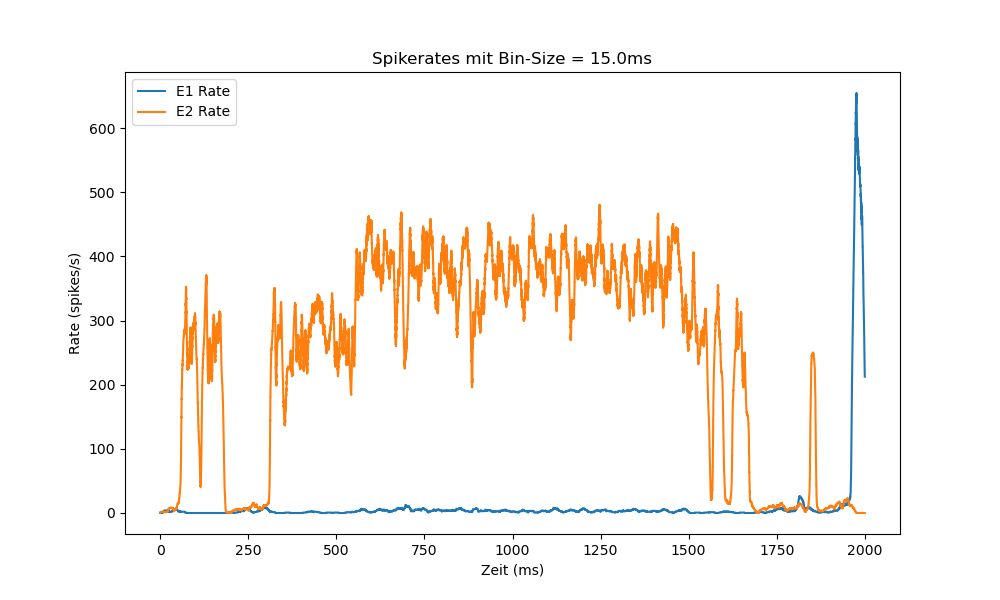 Spikerates mit Bin-Size = 15.0ms
E1 Rate
E2 Rate
Rate (spikes/s)
600
500
400
300
200
100
0
0 250 500 750 1000 1250 1500 1750 2000
Zeit (ms)